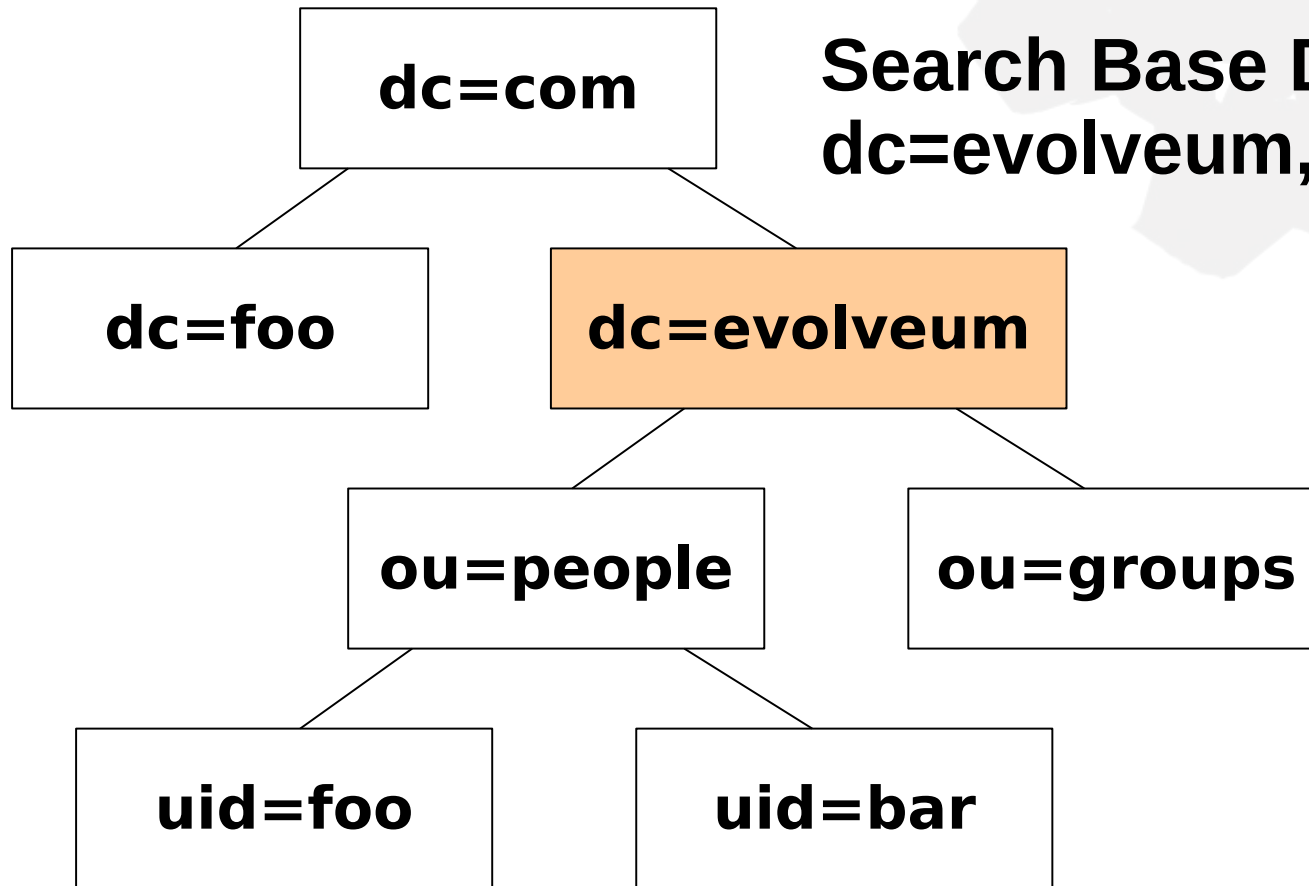 dc=com
Search Base D
dc=evolveum,
dc=foo
dc=evolveum
ou=people
ou=groups
uid=foo
uid=bar